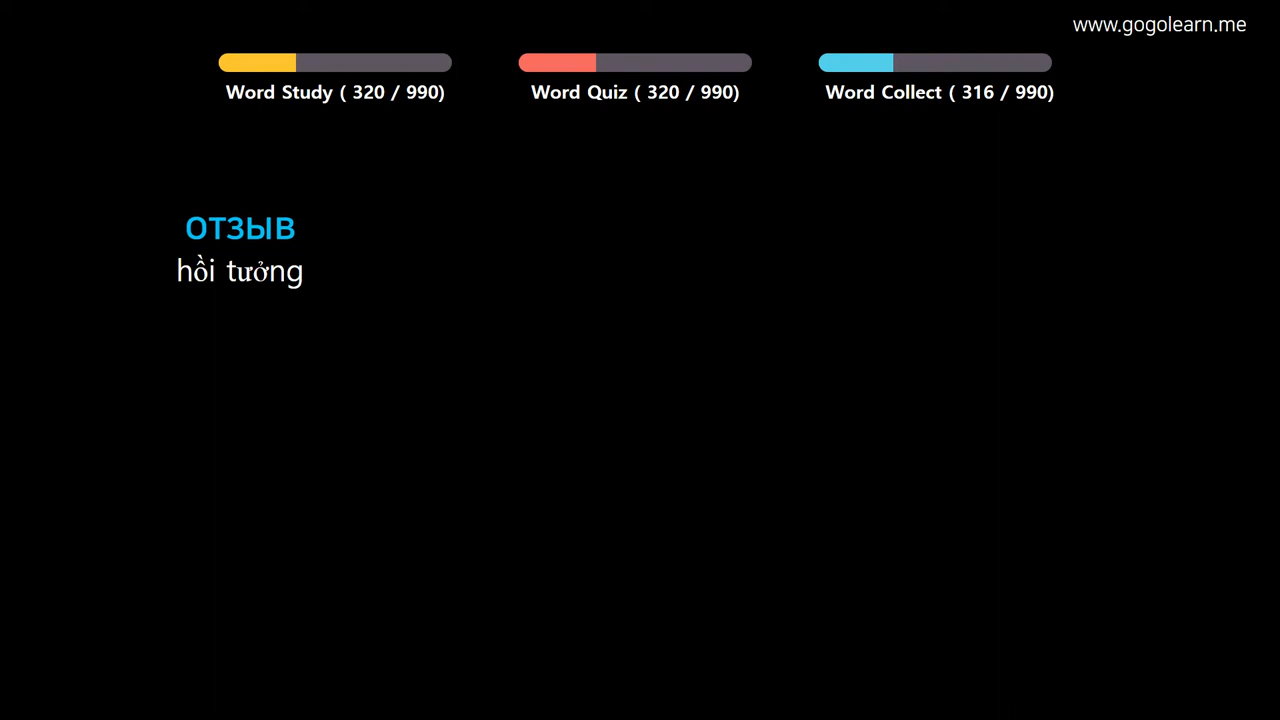 www.gogolearn.me
Word Study ( 320 / 990)
Word Quiz ( 320 / 990)
Word Collect ( 316 / 990)
отзыв
hồi tưởng